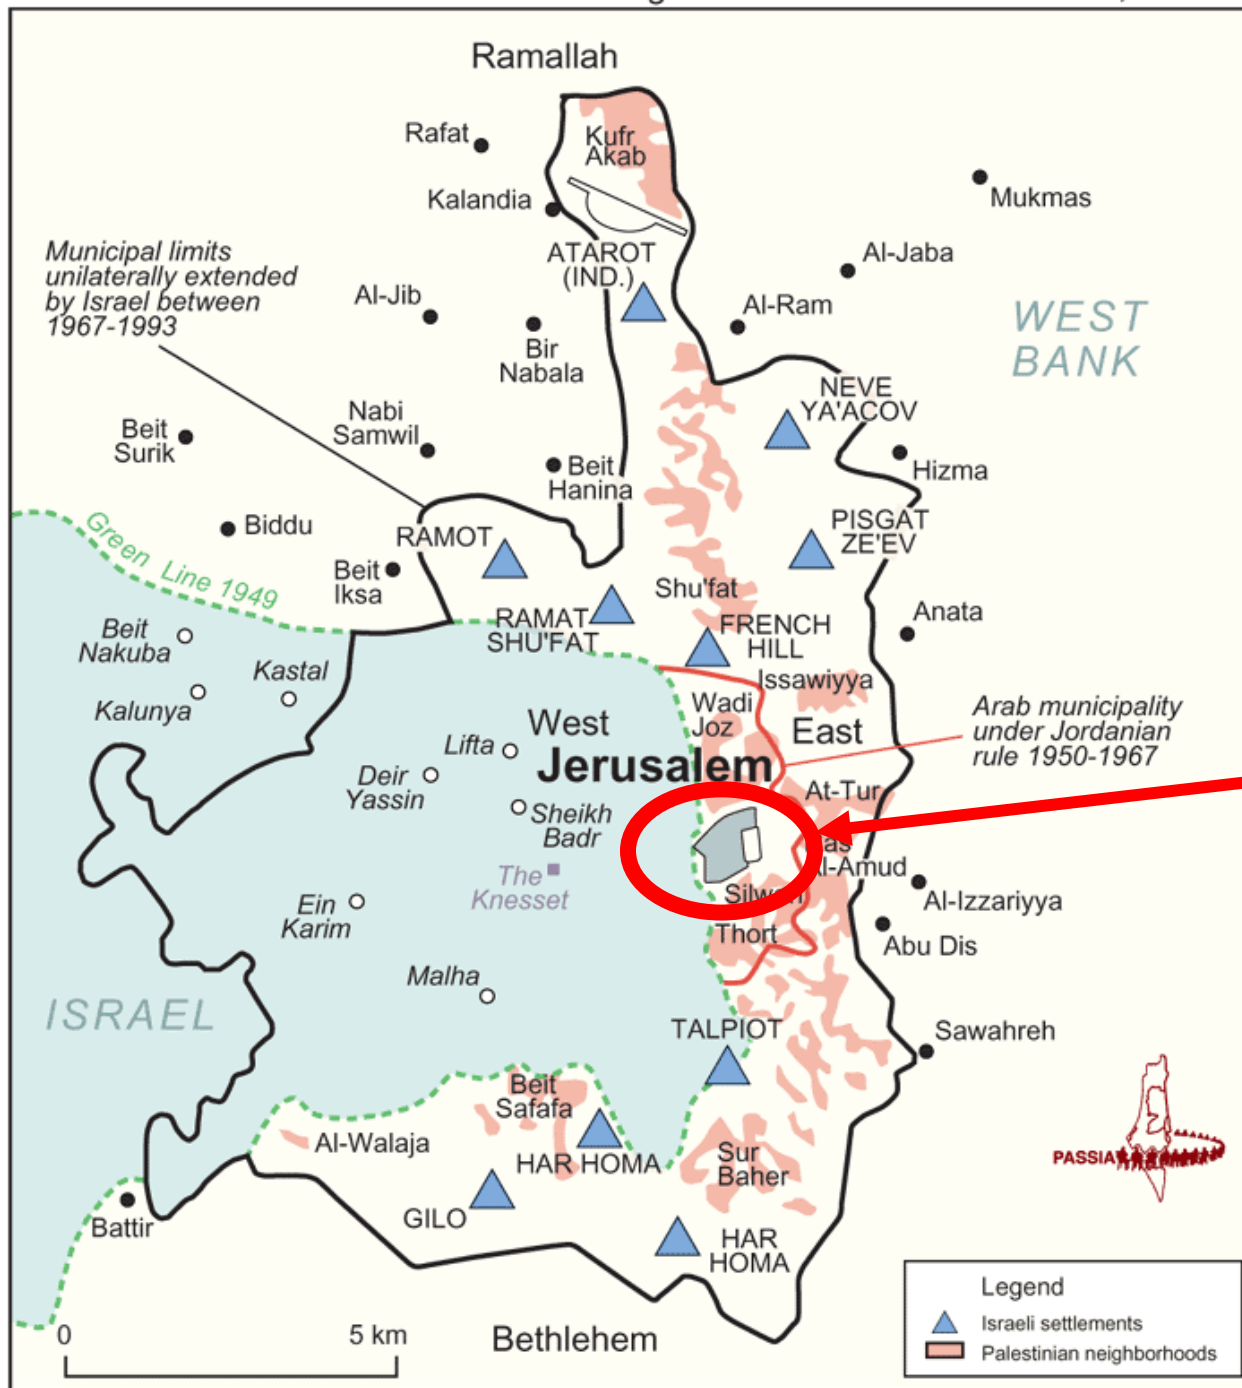 Ramallah
Rafat
Kufr
Akab
Kalandia
Mukmas
Municipal limits
unilaterally extended
by Israel between
1967-1993
ATAROT
(IND.)
Al-Jaba
Al-Jib
Al-Ram
WEST
BANK
Bir
Nabala
NEVE
YA'ACOV
Nabi
Samwil
Beit
Surik
Beit
Hanina
Hizma
Green Line 1949
Biddu
RAMOT
PISGAT
ZE'EV
Beit
Iksa
Shu'fat
RAMAT
SHU'FAT
FRENCH
HILL
Anata
Beit
Nakuba
Kastal
Kalunya
Issawiyya
Wadi
Joz
West
East
Arab municipality
under Jordanian
rule 1950-1967
Lifta
Jerusalem
Deir
Yassin
At-Tur
Sheikh
Badr
The
Knesset
Al-Izzariyya
Ein
Karim
Silwan
Thort
Abu Dis
Malha
ISRAEL
TALPIOT
Sawahreh
Beit
Safafa
Al-Walaja
HAR HOMA
Sur
Baher
PASSIA
GILO
Battir
HAR
HOMA
Legend
Israeli settlements
Palestinian neighborhoods
0
5 km
Bethlehem